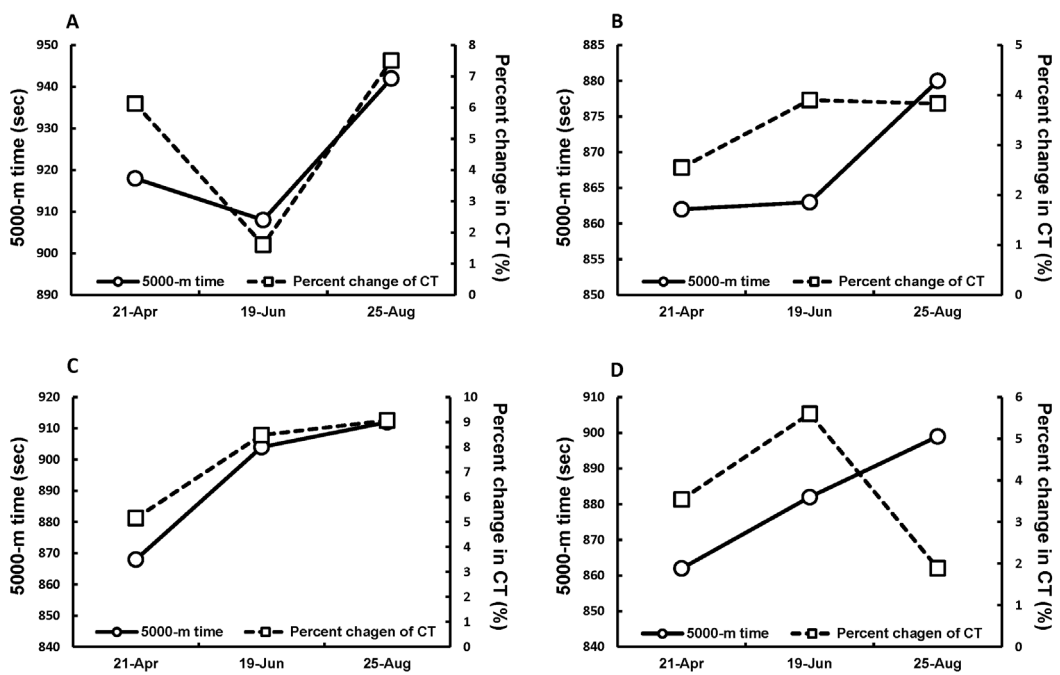 A
950
940
930
920
910
900
890
5000-m time (sec)
8
7
6
5
4
3
2
1
0
Percent change in CT (%)
5000-m time
Percent change of CT
21-Apr
19-Jun
25-Aug
B
885
880
875
870
865
860
855
850
5000-m time (sec)
5
4
3
2
1
0
Percent change in CT (%)
5000-m time
Percent change of CT
21-Apr
19-Jun
25-Aug
C
920
910
900
890
880
870
860
850
840
5000-m time (sec)
10
9
8
7
6
5
4
3
2
1
0
Percent change in CT (%)
5000-m time
Percent chagen of CT
21-Apr
19-Jun
25-Aug
D
910
900
890
880
870
860
850
840
5000-m time (sec)
6
5
4
3
2
1
0
Percent change in CT (%)
5000-m time
Percent chagen of CT
21-Apr
19-Jun
25-Aug